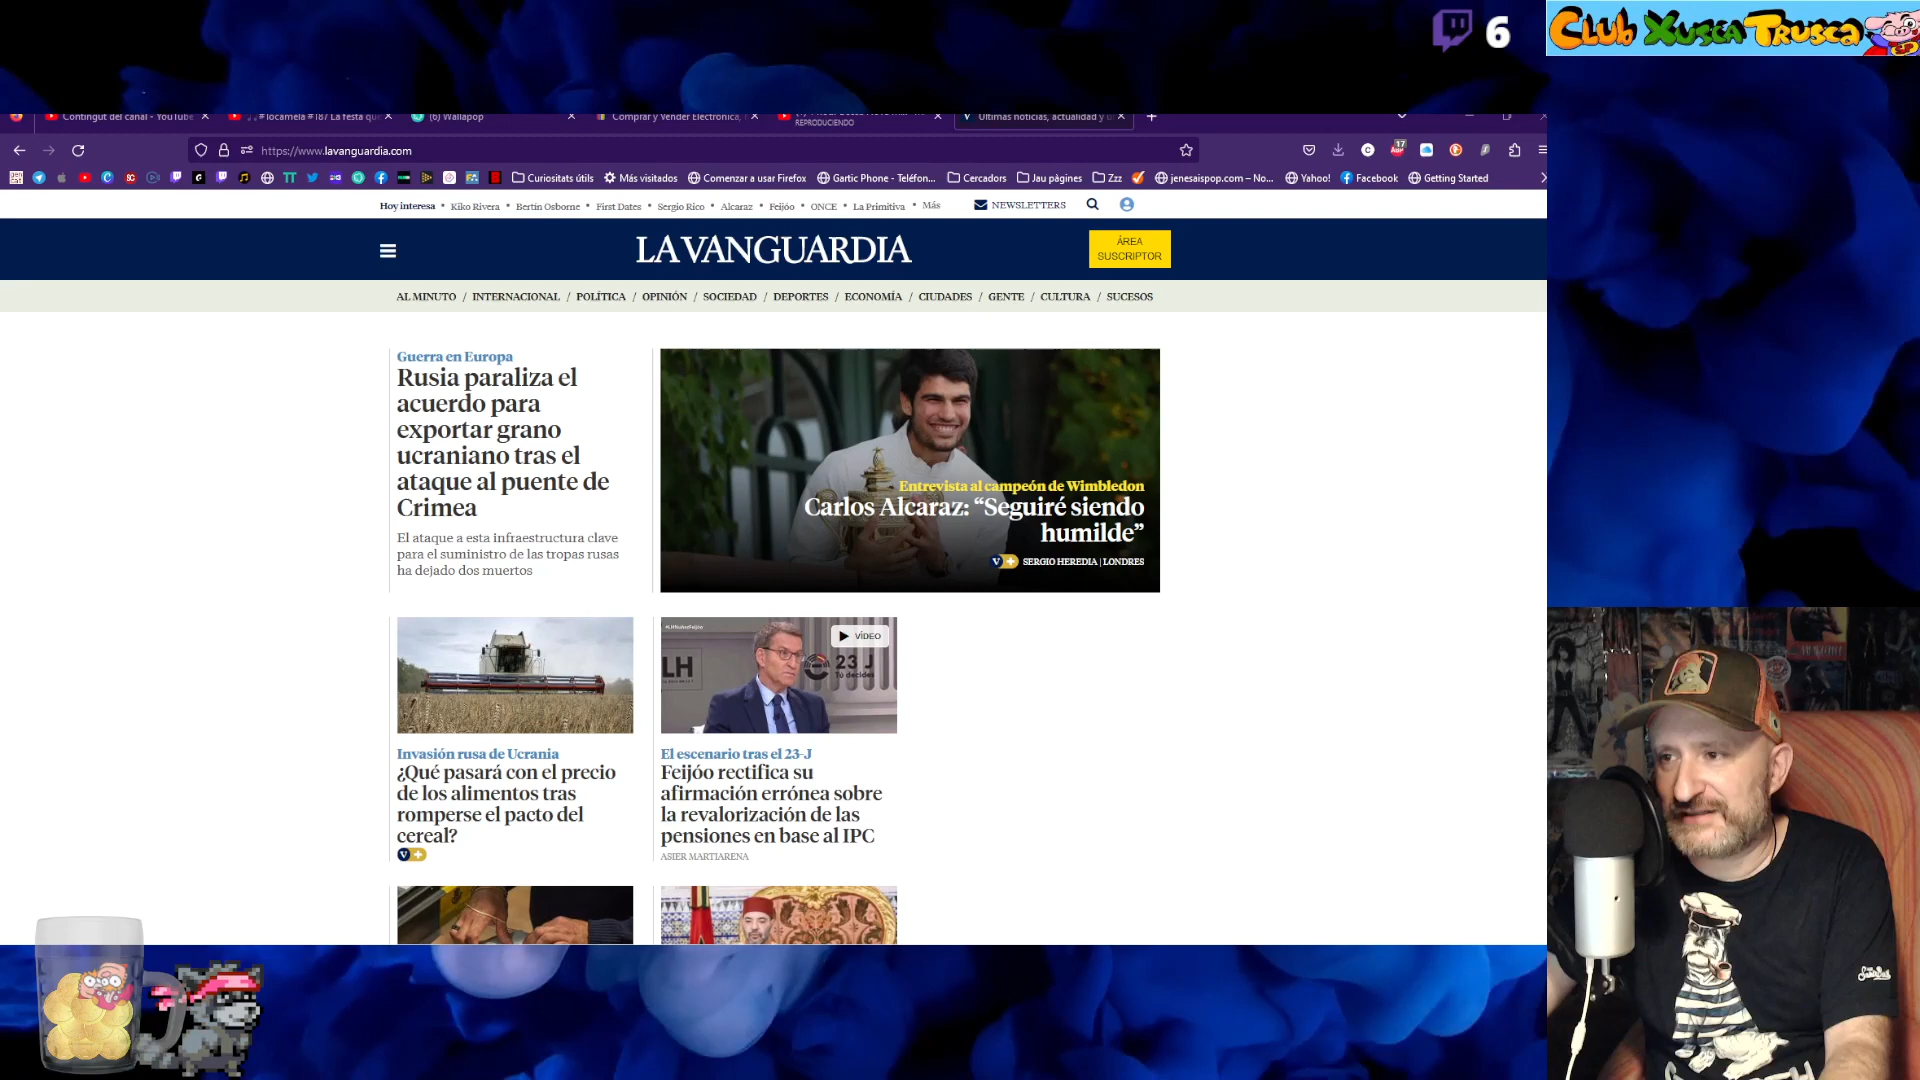 6
Club Xusca Trusca
Contingut del canal - YouTube
(6) Wallapop
Comprar y Vender Electrónica,
REPRODUCIENDO
Últimas noticias, actualidad y
https://www.lavanguardia.com
17
Curiositats útils
Más visitados
Comenzar a usar Firefox
Gartic Phone - Teléfon...
Cercadors
Jau pàgines
Zzz
jenesaispop.com – No...
Yahoo!
Facebook
Getting Started
Hoy interesa • Kiko Rivera • Bertín Osborne • First Dates • Sergio Rico • Alcaraz • Feijóo • ONCE • La Primitiva • Más
NEWSLETTERS
LA VANGUARDIA
ÁREA
SUSCRIPTOR
AL MINUTO / INTERNACIONAL / POLÍTICA / OPINIÓN / SOCIEDAD / DEPORTES / ECONOMÍA / CIUDADES / GENTE / CULTURA / SUCESOS
Guerra en Europa
Rusia paraliza el
acuerdo para
exportar grano
ucraniano tras el
ataque al puente de
Crimea
El ataque a esta infraestructura clave
para el suministro de las tropas rusas
ha dejado dos muertos
Entrevista al campeón de Wimbledon
Carlos Alcaraz: “Seguiré siendo
humilde”
V+ SERGIO HEREDIA | LONDRES
VÍDEO
LH
23 J
Tú decides
Invasión rusa de Ucrania
¿Qué pasará con el precio
de los alimentos tras
romperse el pacto del
cereal?
V+
El escenario tras el 23-J
Feijóo rectifica su
afirmación errónea sobre
la revalorización de las
pensiones en base al IPC
ASIER MARTIARENA